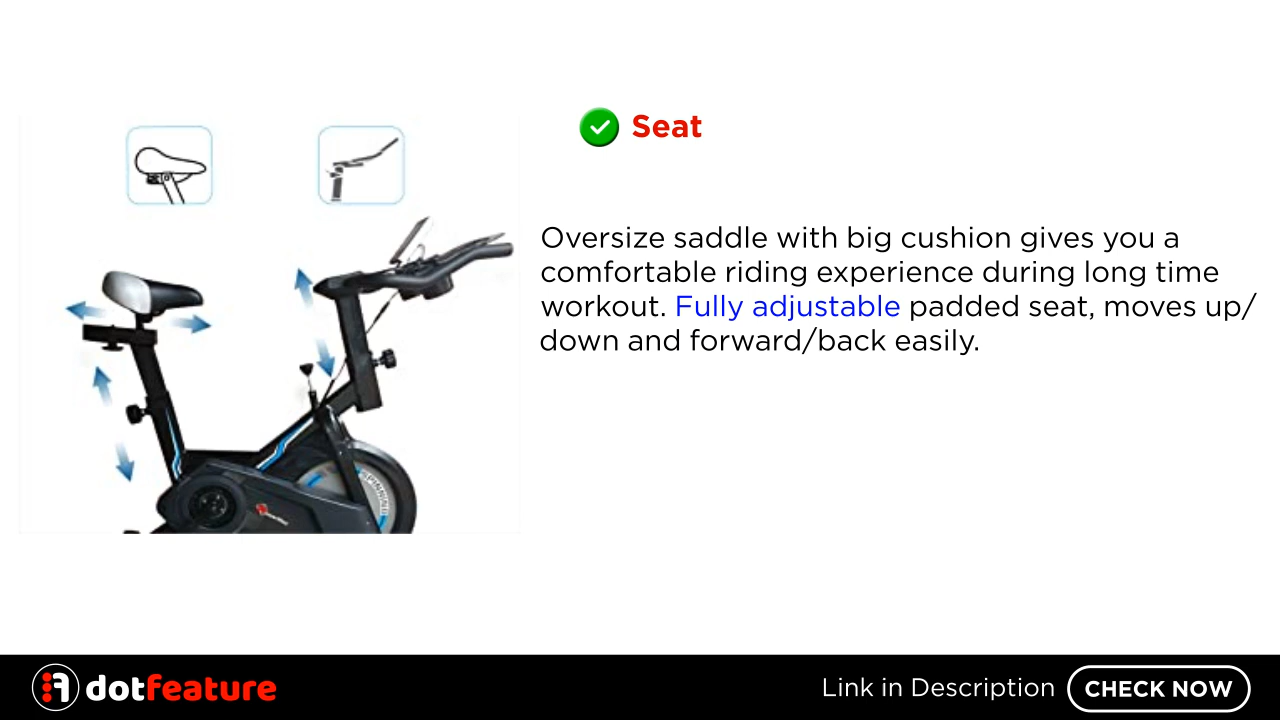 Seat
Oversize saddle with big cushion gives you a
comfortable riding experience during long time
workout. Fully adjustable padded seat, moves up/
down and forward/back easily.
SPINNING
dotfeature
Link in Description
CHECK NOW